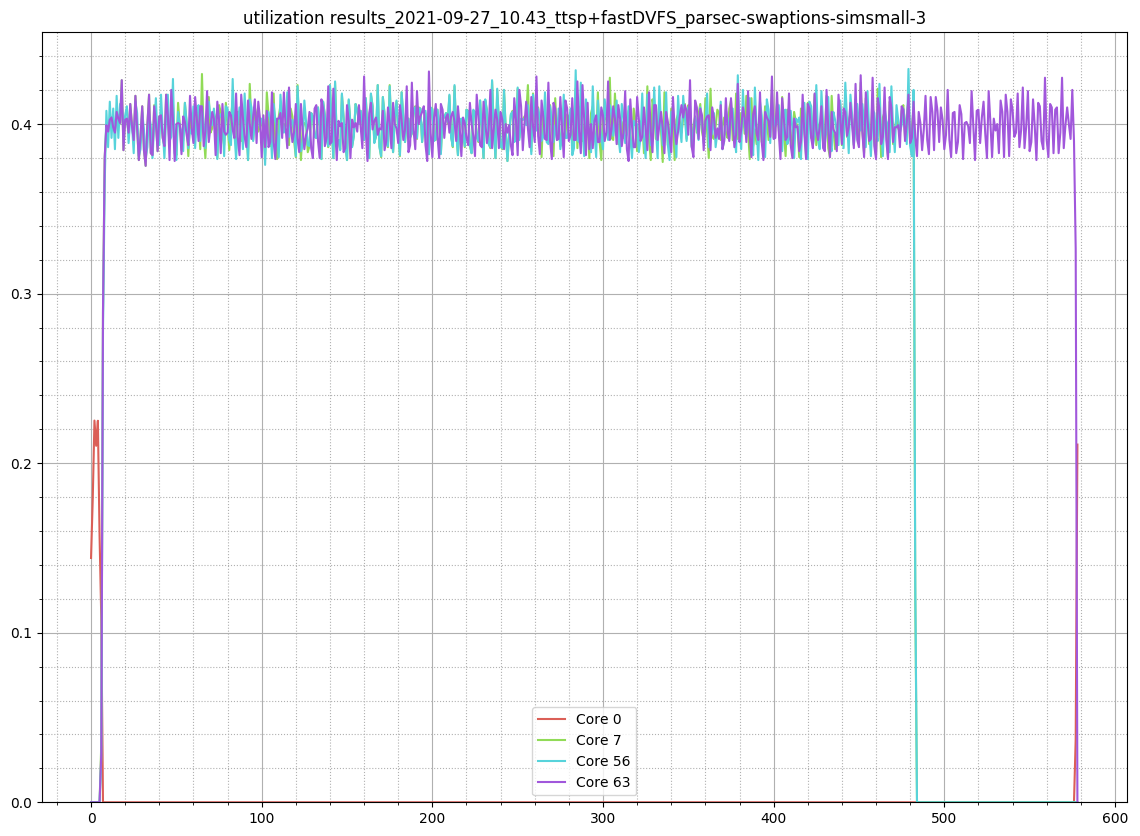 utilization results_2021-09-27_10.43_ttsp+fastDVFS_parsec-swaptions-simsmall-3
0.4
0.3
0.2
0.1
0.0
Core 0
Core 7
Core 56
Core 63
0 100 200 300 400 500 600